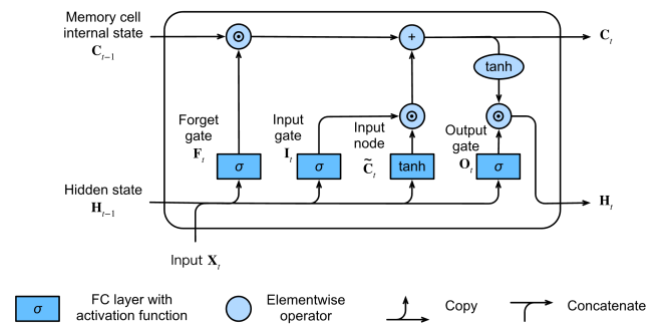 Memory cell
internal state
C_{t-1}
C_t
tanh
Forget
gate
F_t
Input
gate
I_t
Input
node
C̃_t
Output
gate
O_t
σ
σ
tanh
σ
Hidden state
H_{t-1}
H_t
Input X_t
σ
FC layer with
activation function
Elementwise
operator
Copy
Concatenate